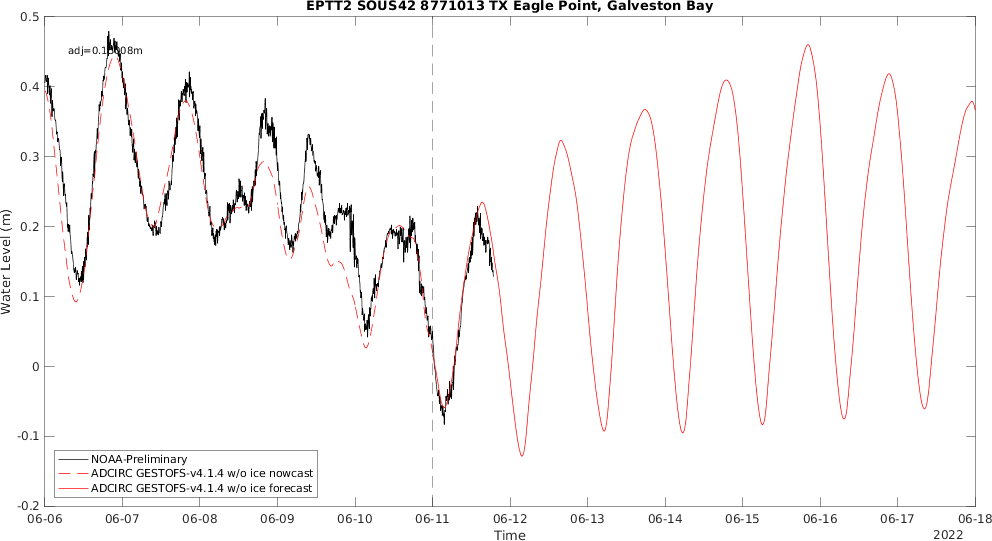 EPTT2 SOUS42 8771013 TX Eagle Point, Galveston Bay
0.5
0.4
0.3
0.2
0.1
0
-0.1
-0.2
Water Level (m)
NOAA-Preliminary
ADCIRC GESTOFS-v4.1.4 w/o ice nowcast
ADCIRC GESTOFS-v4.1.4 w/o ice forecast
06-06 06-07 06-08 06-09 06-10 06-11 06-12 06-13 06-14 06-15 06-16 06-17 06-18
Time
2022